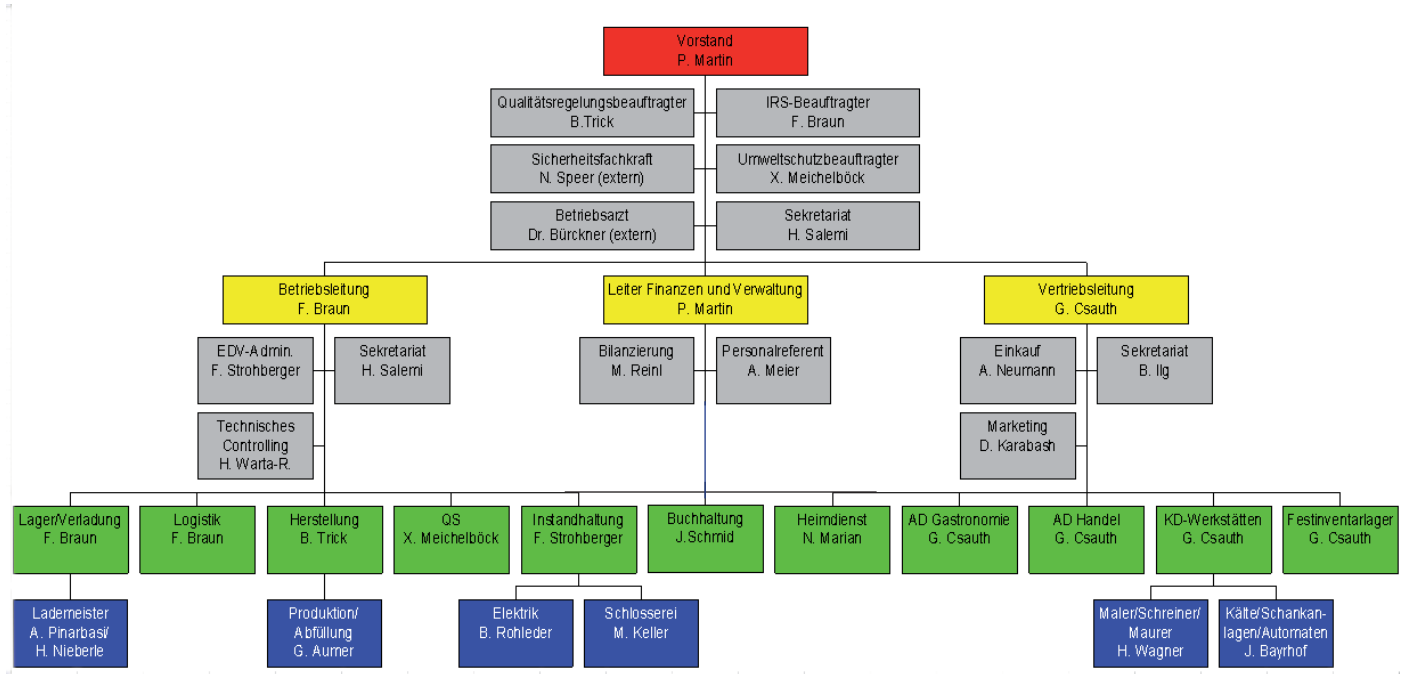 Vorstand
P. Martin
Qualitätsregelungsbeauftragter
B.Trick
IRS-Beauftragter
F. Braun
Sicherheitsfachkraft
N. Speer (extern)
Umweltschutzbeauftragter
X. Meichelböck
Betriebsarzt
Dr. Bürckner (extern)
Sekretariat
H. Salemi
Betriebsleitung
F. Braun
Leiter Finanzen und Verwaltung
P. Martin
Vertriebsleitung
G. Csauth
EDV-Admin.
F. Strohberger
Sekretariat
H. Salemi
Bilanzierung
M. Reinl
Personalreferent
A. Meier
Einkauf
A. Neumann
Sekretariat
B. Ilg
Technisches
Controlling
H. Warta-R.
Marketing
D. Karabash
Lager/Verladung
F. Braun
Logistik
F. Braun
Herstellung
B. Trick
QS
X. Meichelböck
Instandhaltung
F. Strohberger
Buchhaltung
J.Schmid
Heimdienst
N. Marian
AD Gastronomie
G. Csauth
AD Handel
G. Csauth
KD-Werkstätten
G. Csauth
Festinventarlager
G. Csauth
Lademeister
A. Pinarbasi/
H. Nieberle
Produktion/
Abfüllung
G. Aumer
Elektrik
B. Rohleder
Schlosserei
M. Keller
Maler/Schreiner/
Maurer
H. Wagner
Kälte/Schankan-
lagen/Automaten
J. Bayrhof